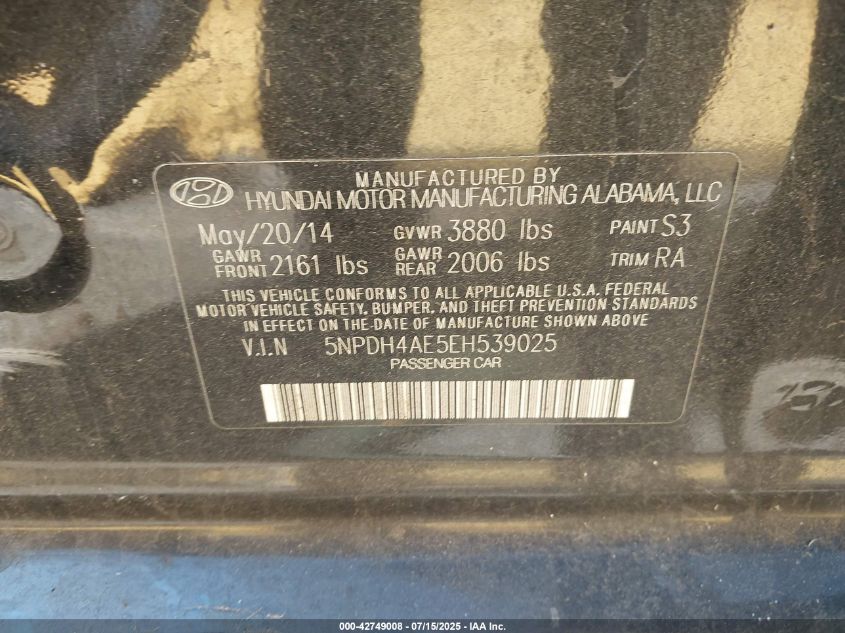 MANUFACTURED BY
HYUNDAI MOTOR MANUFACTURING ALABAMA, LLC
May/20/14 GVWR 3880 lbs PAINT S3
GAWR FRONT 2161 lbs GAWR REAR 2006 lbs TRIM RA
THIS VEHICLE CONFORMS TO ALL APPLICABLE U.S.A. FEDERAL
MOTOR VEHICLE SAFETY, BUMPER, AND THEFT PREVENTION STANDARDS
IN EFFECT ON THE DATE OF MANUFACTURE SHOWN ABOVE
V.I.N 5NPDH4AE5EH539025
PASSENGER CAR
000-42749008 - 07/15/2025 - IAA Inc.